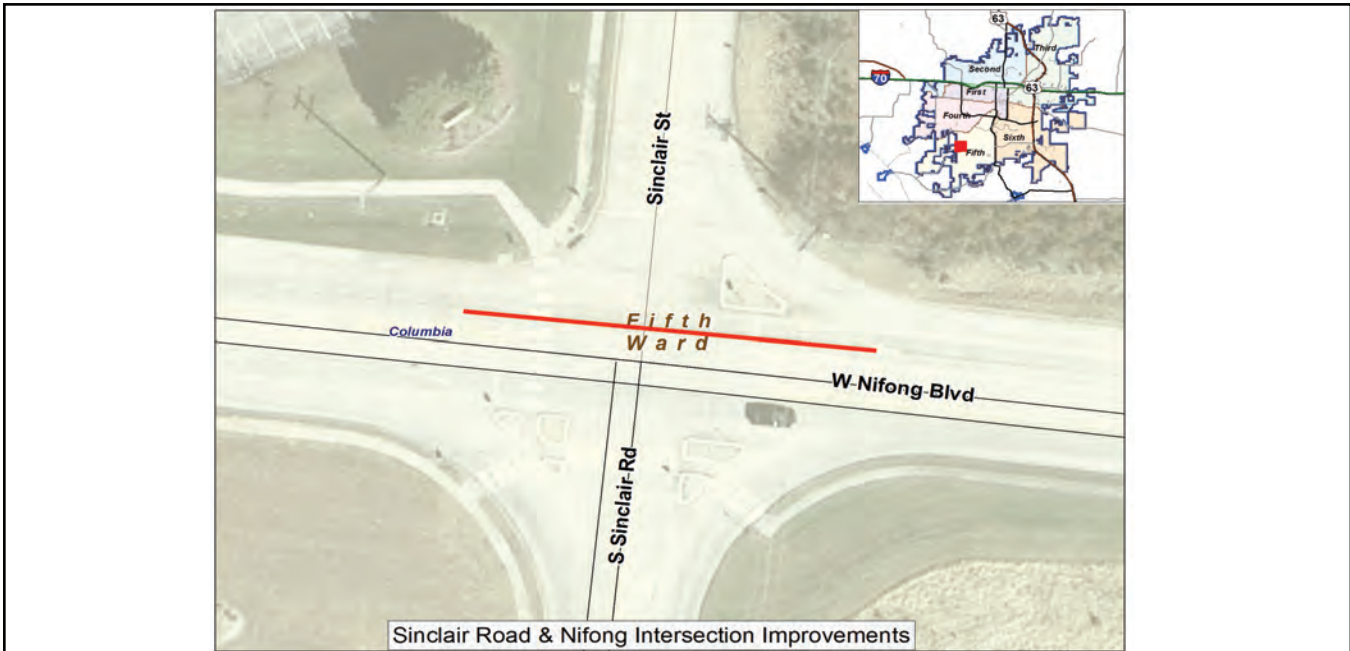 63
Third
Second
70
63
First
Fourth
Sixth
Fifth
Sinclair St
Fifth
Ward
Columbia
W Nifong Blvd
S Sinclair Rd
Sinclair Road & Nifong Intersection Improvements